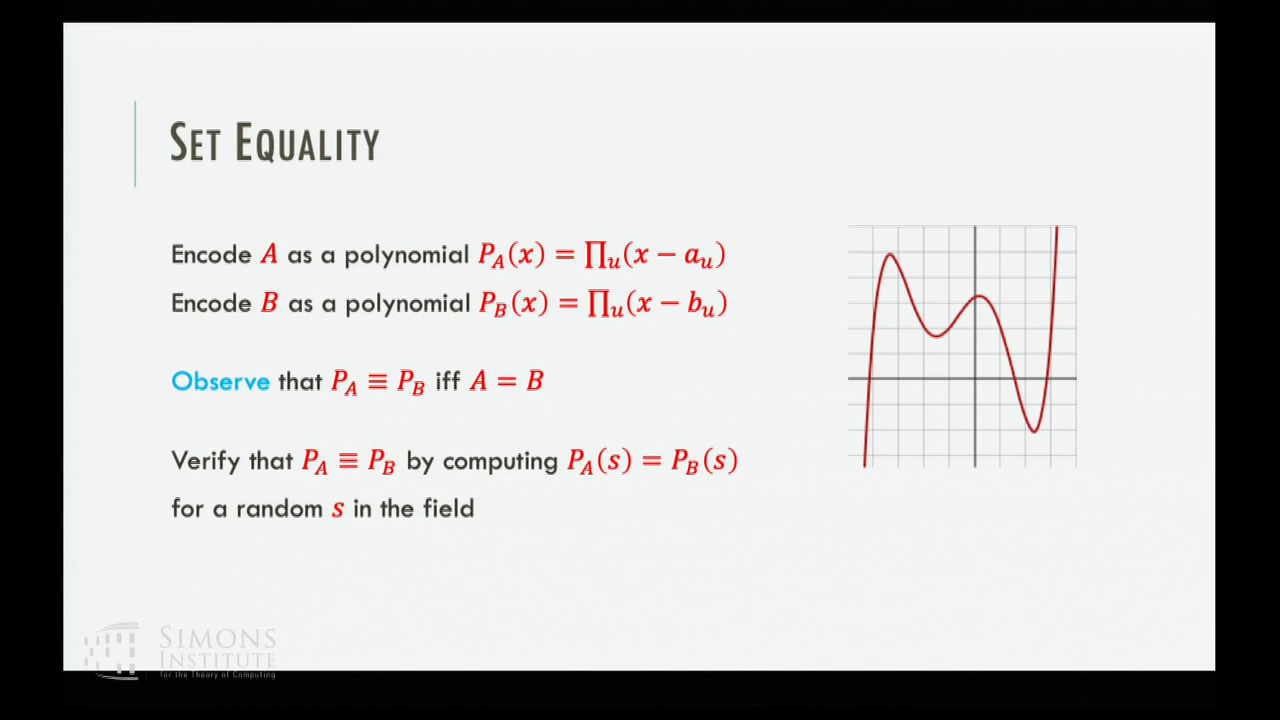 SET EQUALITY
Encode A as a polynomial P_A(x) = ∏_u(x − a_u)
Encode B as a polynomial P_B(x) = ∏_u(x − b_u)
Observe that P_A ≡ P_B iff A = B
Verify that P_A ≡ P_B by computing P_A(s) = P_B(s)
for a random s in the field
SIMONS
INSTITUTE
for the Theory of Computing